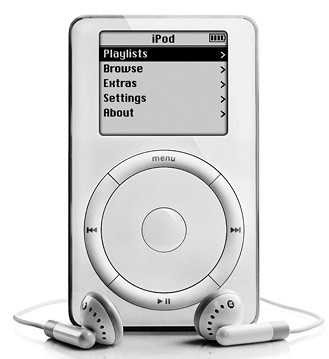 iPod
Playlists >
Browse >
Extras >
Settings >
About >
menu